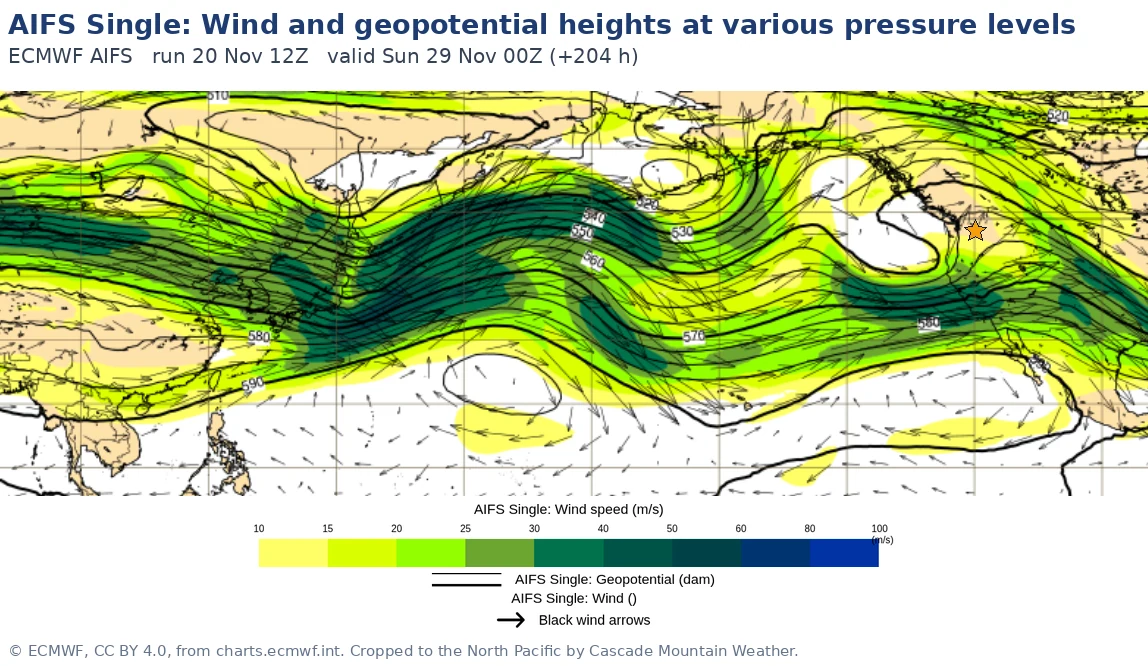 AIFS Single: Wind and geopotential heights at various pressure levels
ECMWF AIFS run 20 Nov 12Z valid Sun 29 Nov 00Z (+204 h)
510
520
520
540
550
530
560
580
570
580
590
AIFS Single: Wind speed (m/s)
10 15 20 25 30 40 50 60 80 100
(m/s)
AIFS Single: Geopotential (dam)
AIFS Single: Wind ()
Black wind arrows
© ECMWF, CC BY 4.0, from charts.ecmwf.int. Cropped to the North Pacific by Cascade Mountain Weather.